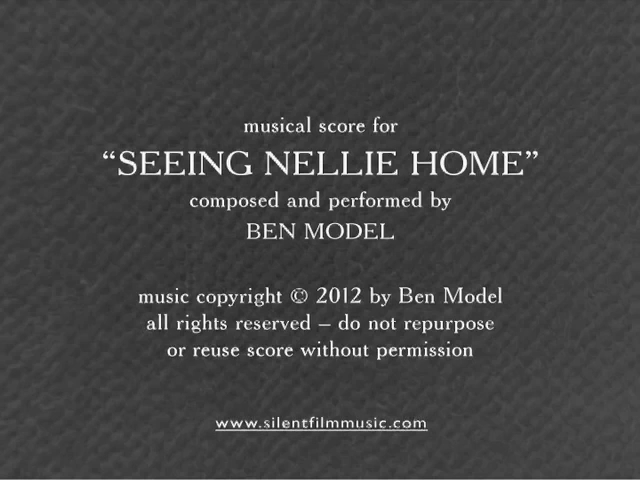 musical score for
“SEEING NELLIE HOME”
composed and performed by
BEN MODEL
music copyright © 2012 by Ben Model
all rights reserved – do not repurpose
or reuse score without permission
www.silentfilmmusic.com